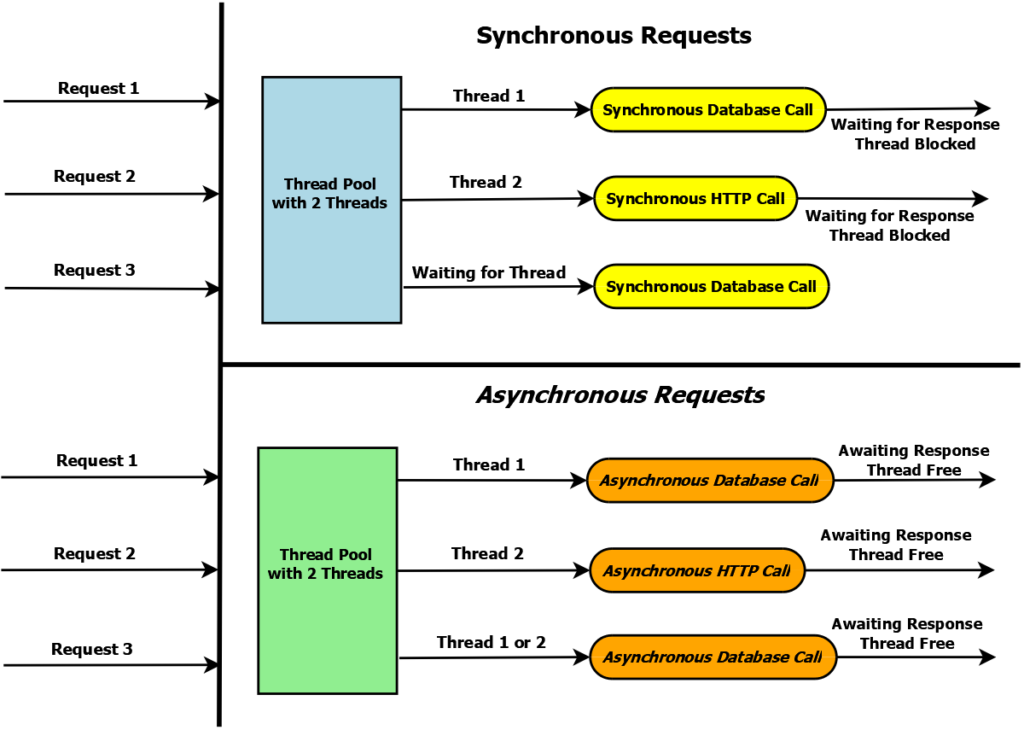 Synchronous Requests
Request 1
Thread 1
Synchronous Database Call
Waiting for Response
Thread Blocked
Request 2
Thread Pool
with 2 Threads
Thread 2
Synchronous HTTP Call
Waiting for Response
Thread Blocked
Request 3
Waiting for Thread
Synchronous Database Call
Asynchronous Requests
Request 1
Thread 1
Asynchronous Database Call
Awaiting Response
Thread Free
Request 2
Thread Pool
with 2 Threads
Thread 2
Asynchronous HTTP Call
Awaiting Response
Thread Free
Request 3
Thread 1 or 2
Asynchronous Database Call
Awaiting Response
Thread Free